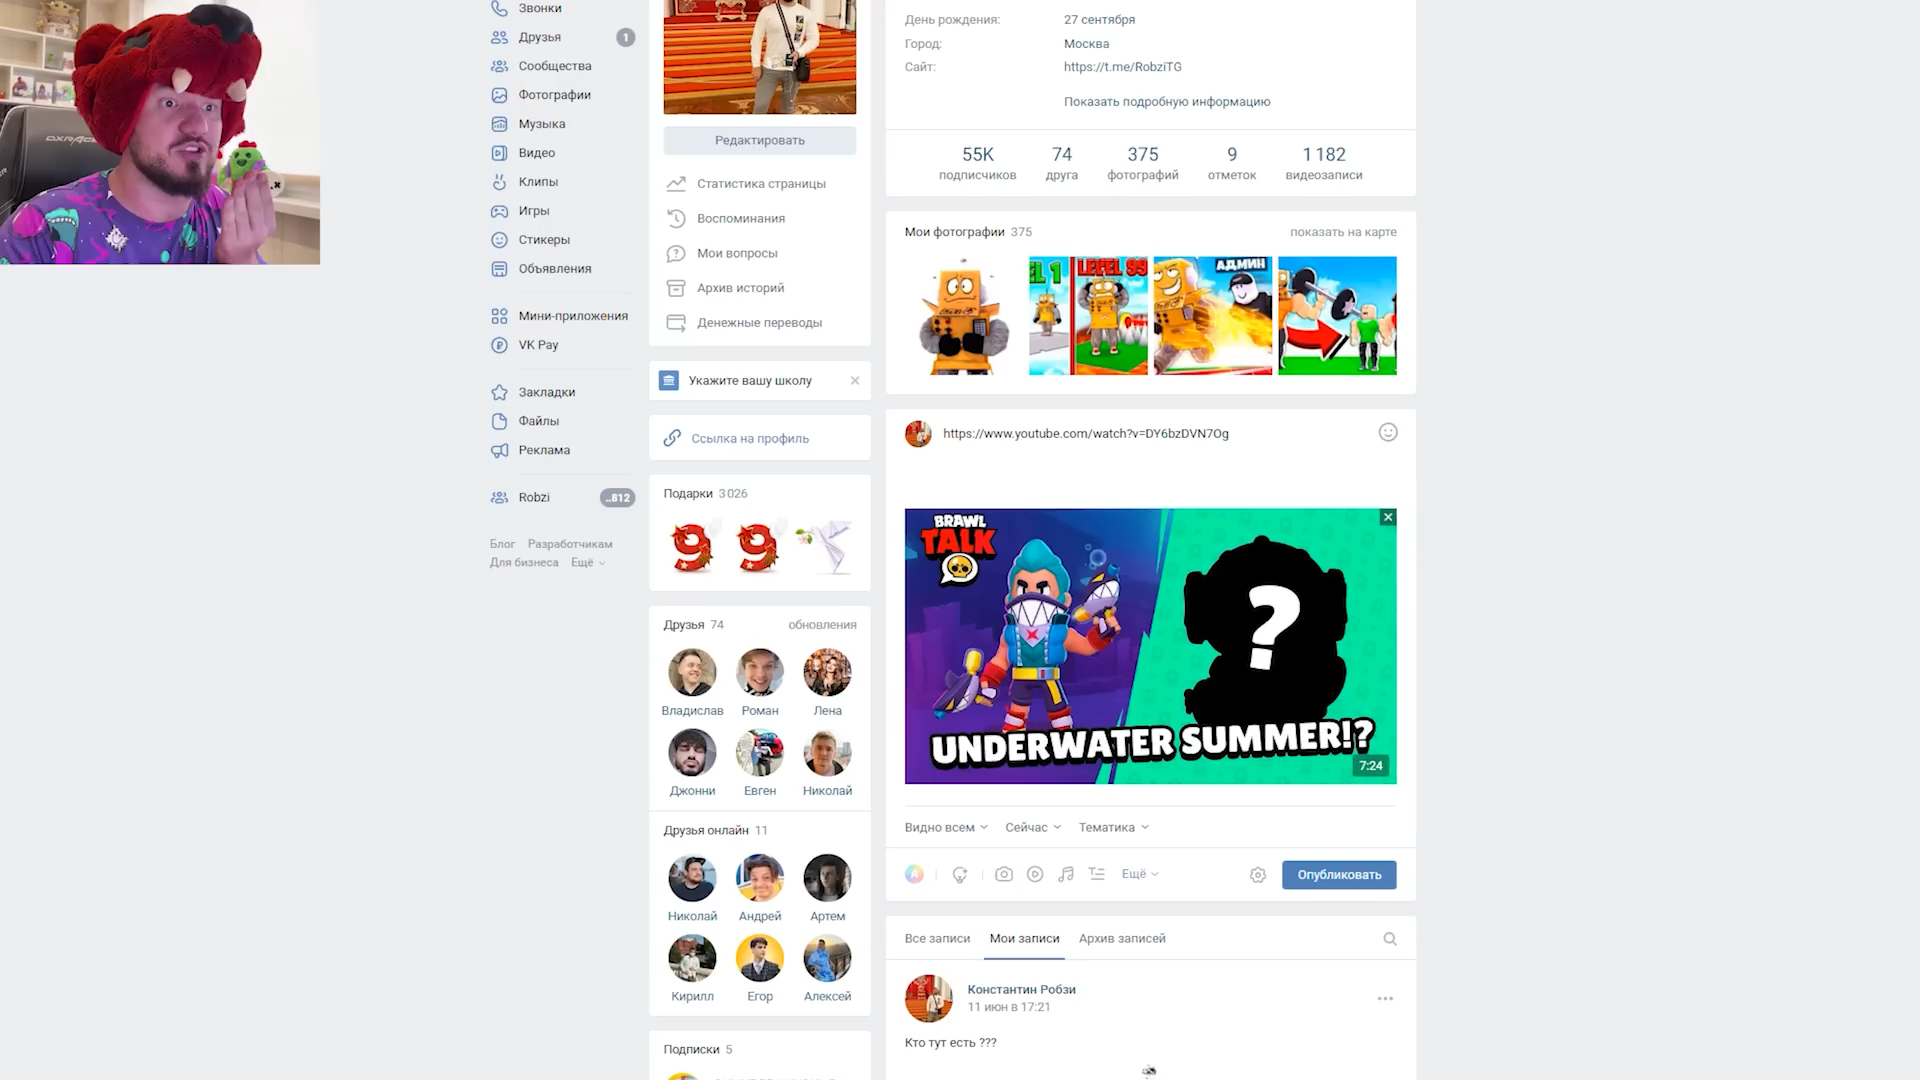 Звонки
Друзья
1
Сообщества
Фотографии
Музыка
Видео
Клипы
Игры
Стикеры
Объявления
Мини-приложения
VK Pay
Закладки
Файлы
Реклама
Robzi
..812
Блог Разработчикам
Для бизнеса Ещё
Редактировать
Статистика страницы
Воспоминания
Мои вопросы
Архив историй
Денежные переводы
Укажите вашу школу
Ссылка на профиль
Подарки 3 026
Друзья 74
обновления
Владислав Роман Лена
Джонни Евген Николай
Друзья онлайн 11
Николай Андрей Артем
Кирилл Егор Алексей
Подписки 5
День рождения: 27 сентября
Город: Москва
Сайт: https://t.me/RobziTG
Показать подробную информацию
55K 74 375 9 1 182
подписчиков друга фотографий отметок видеозаписи
Мои фотографии 375
показать на карте
LEPEL 99
АДМИН
https://www.youtube.com/watch?v=DY6bzDVN7Og
BRAWL
TALK
?
UNDERWATER SUMMER!?
7:24
Видно всем Сейчас Тематика
Ещё
Опубликовать
Все записи Мои записи Архив записей
Константин Робзи
11 июн в 17:21
Кто тут есть ???